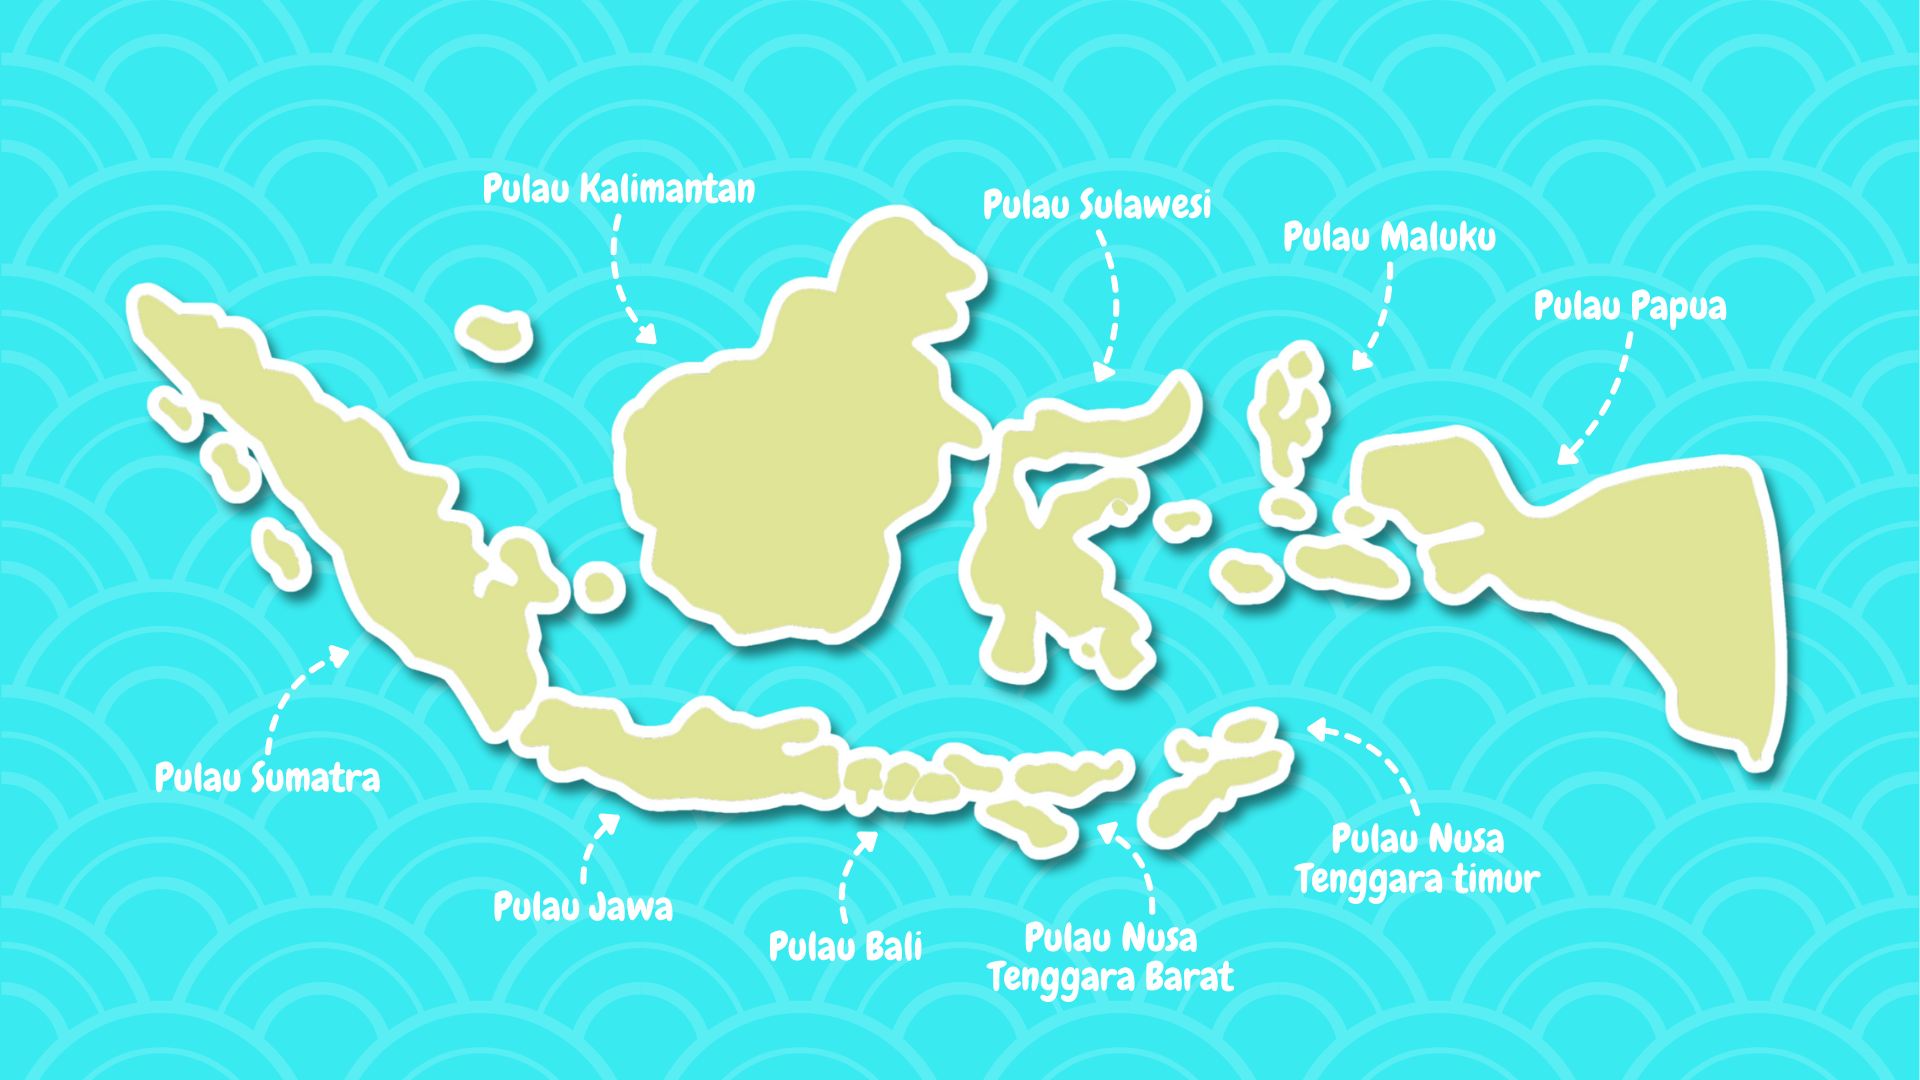 Pulau Kalimantan
Pulau Sulawesi
Pulau Maluku
Pulau Papua
Pulau Sumatra
Pulau Jawa
Pulau Bali
Pulau Nusa
Tenggara Barat
Pulau Nusa
Tenggara timur